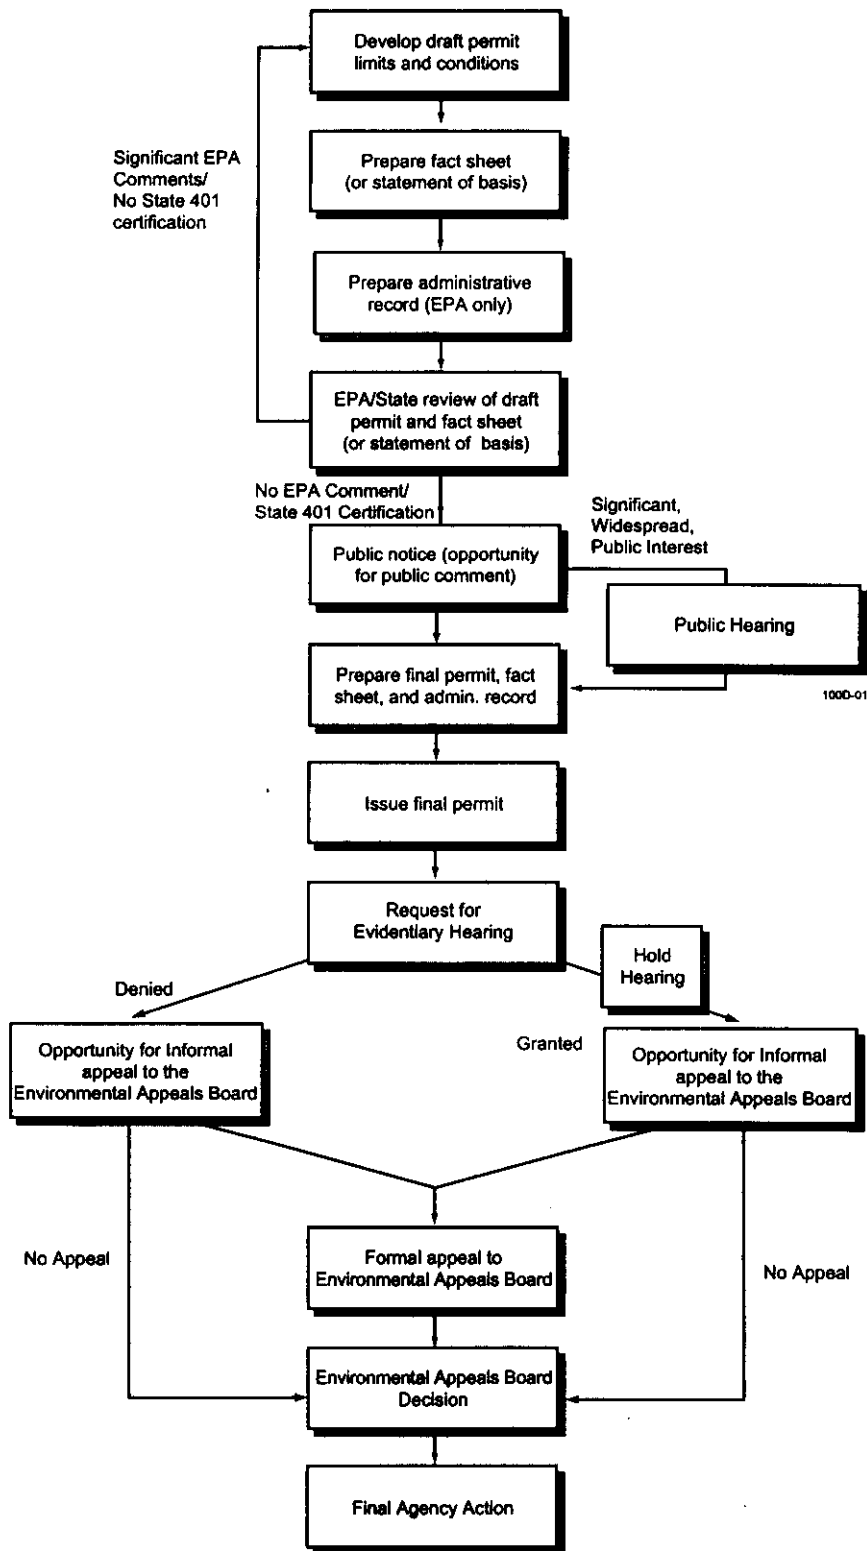 Develop draft permit
limits and conditions
Significant EPA
Comments/
No State 401
certification
Prepare fact sheet
(or statement of basis)
Prepare administrative
record (EPA only)
EPA/State review of draft
permit and fact sheet
(or statement of basis)
No EPA Comment/
State 401 Certification
Significant,
Widespread,
Public Interest
Public notice (opportunity
for public comment)
Public Hearing
Prepare final permit, fact
sheet, and admin. record
100D-01
Issue final permit
Request for
Evidentiary Hearing
Hold
Hearing
Denied
Granted
Opportunity for Informal
appeal to the
Environmental Appeals Board
Opportunity for Informal
appeal to the
Environmental Appeals Board
No Appeal
Formal appeal to
Environmental Appeals Board
No Appeal
Environmental Appeals Board
Decision
Final Agency Action